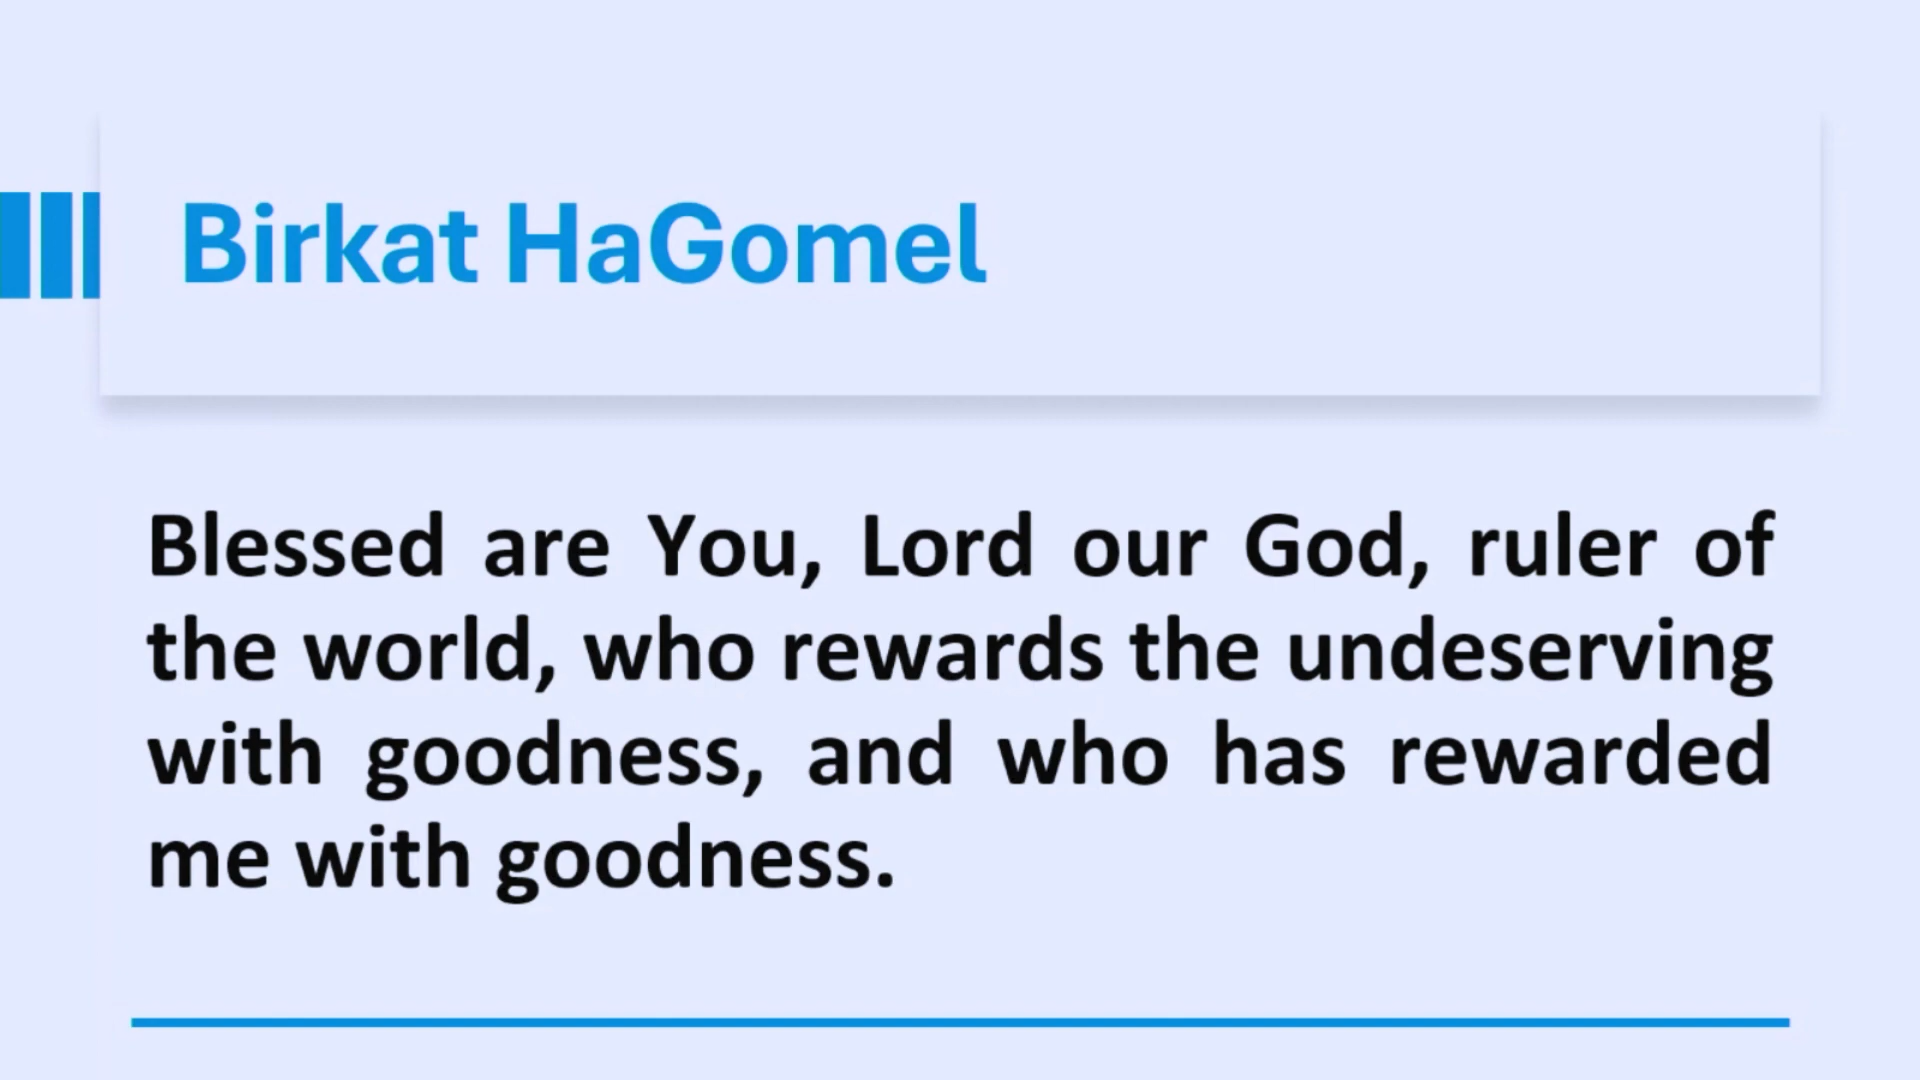 Birkat HaGomel
Blessed are You, Lord our God, ruler of
the world, who rewards the undeserving
with goodness, and who has rewarded
me with goodness.